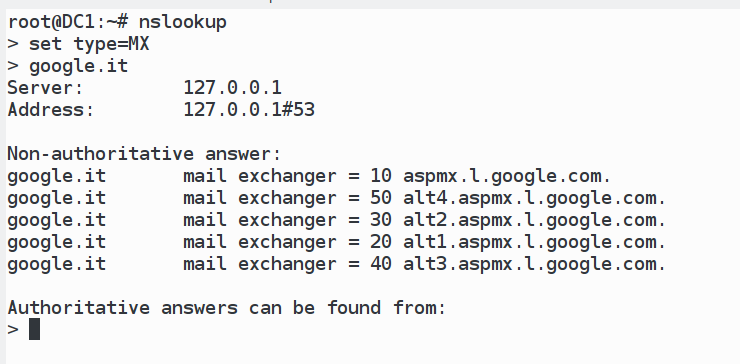 root@DC1:~# nslookup
> set type=MX
> google.it
Server:         127.0.0.1
Address:        127.0.0.1#53

Non-authoritative answer:
google.it       mail exchanger = 10 aspmx.l.google.com.
google.it       mail exchanger = 50 alt4.aspmx.l.google.com.
google.it       mail exchanger = 30 alt2.aspmx.l.google.com.
google.it       mail exchanger = 20 alt1.aspmx.l.google.com.
google.it       mail exchanger = 40 alt3.aspmx.l.google.com.

Authoritative answers can be found from:
>